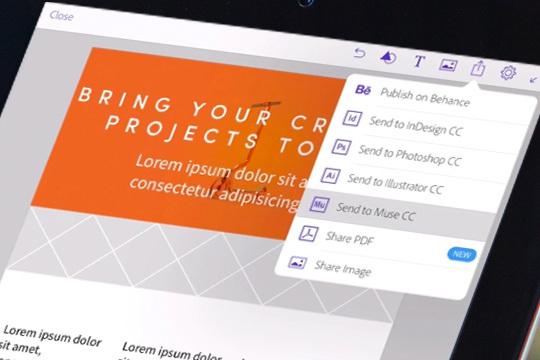 Close
T
BRING YOUR CR
PROJECTS TO
Lorem ipsum dolor sit a
consectetur adipisicing
Bē Publish on Behance
Id Send to InDesign CC
Ps Send to Photoshop CC
Ai Send to Illustrator CC
Mu Send to Muse CC
Share PDF NEW
Share Image
Lorem ipsum dolor
sit amet,
Lorem ipsum dolor